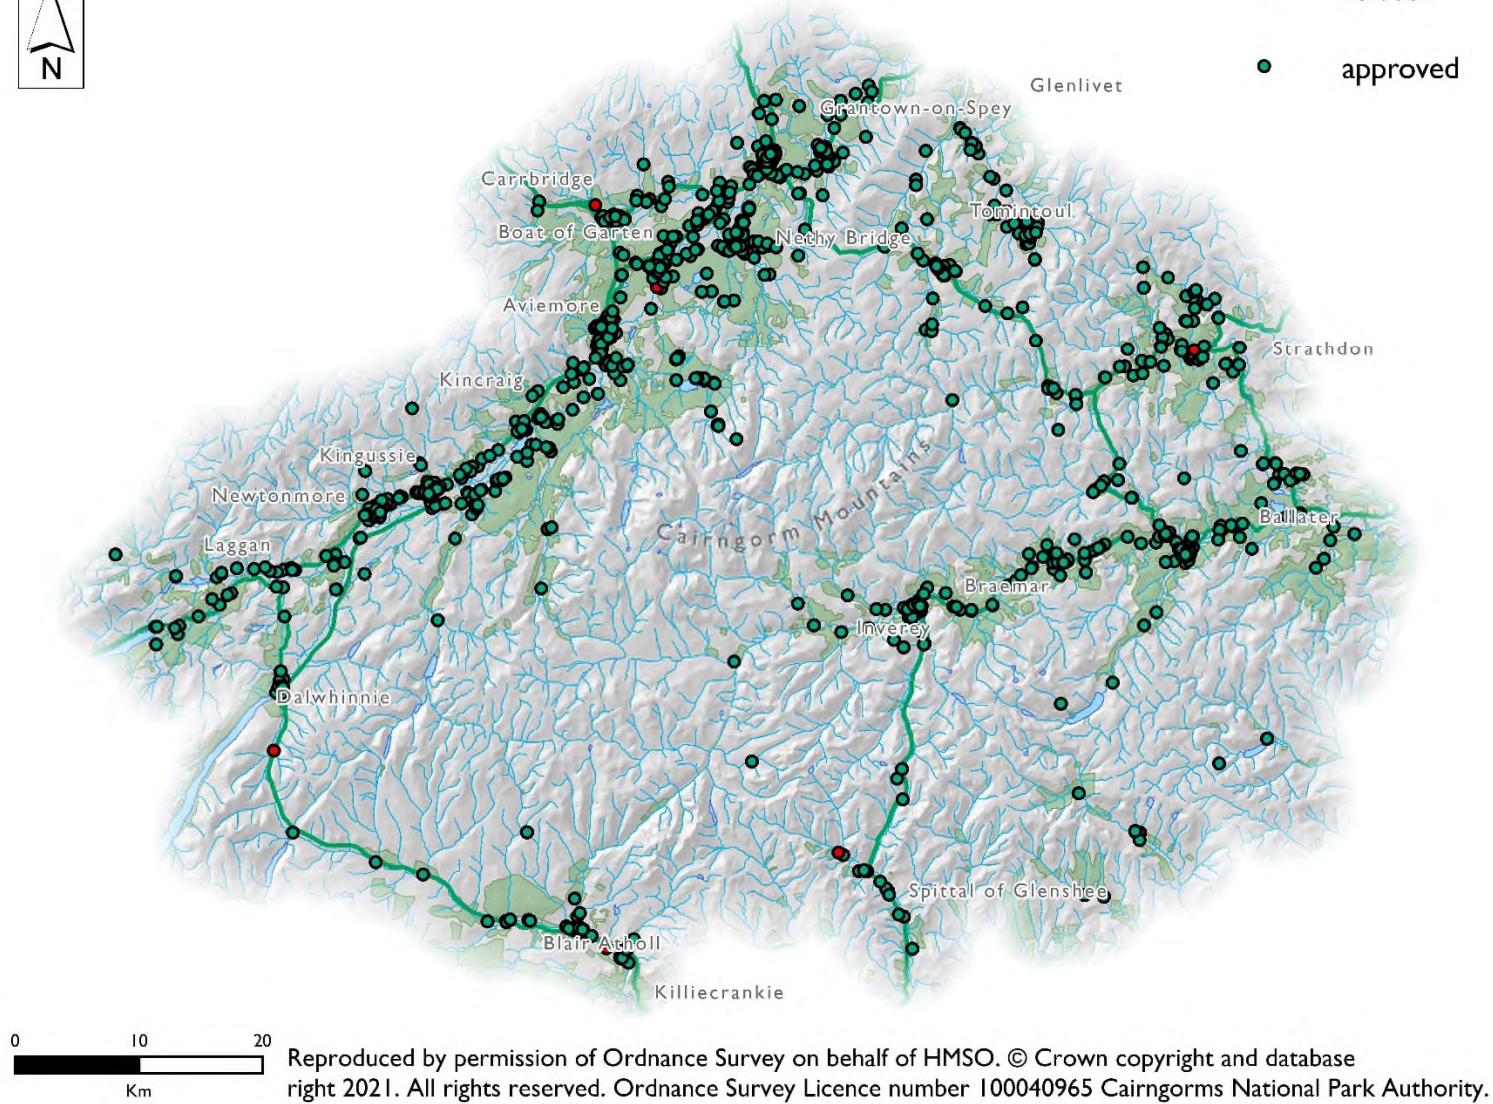 N
approved
Glenlivet
Grantown-on-Spey
Carrbridge
Tomintoul
Boat of Garten
Nethy Bridge
Aviemore
Strathdon
Kincraig
Kingussie
Newtonmore
Cairngorm Mountains
Ballater
Laggan
Braemar
Inverey
Dalwhinnie
Spittal of Glenshee
Blair Atholl
Killiecrankie
0 10 20
Km
Reproduced by permission of Ordnance Survey on behalf of HMSO. © Crown copyright and database
right 2021. All rights reserved. Ordnance Survey Licence number 100040965 Cairngorms National Park Authority.